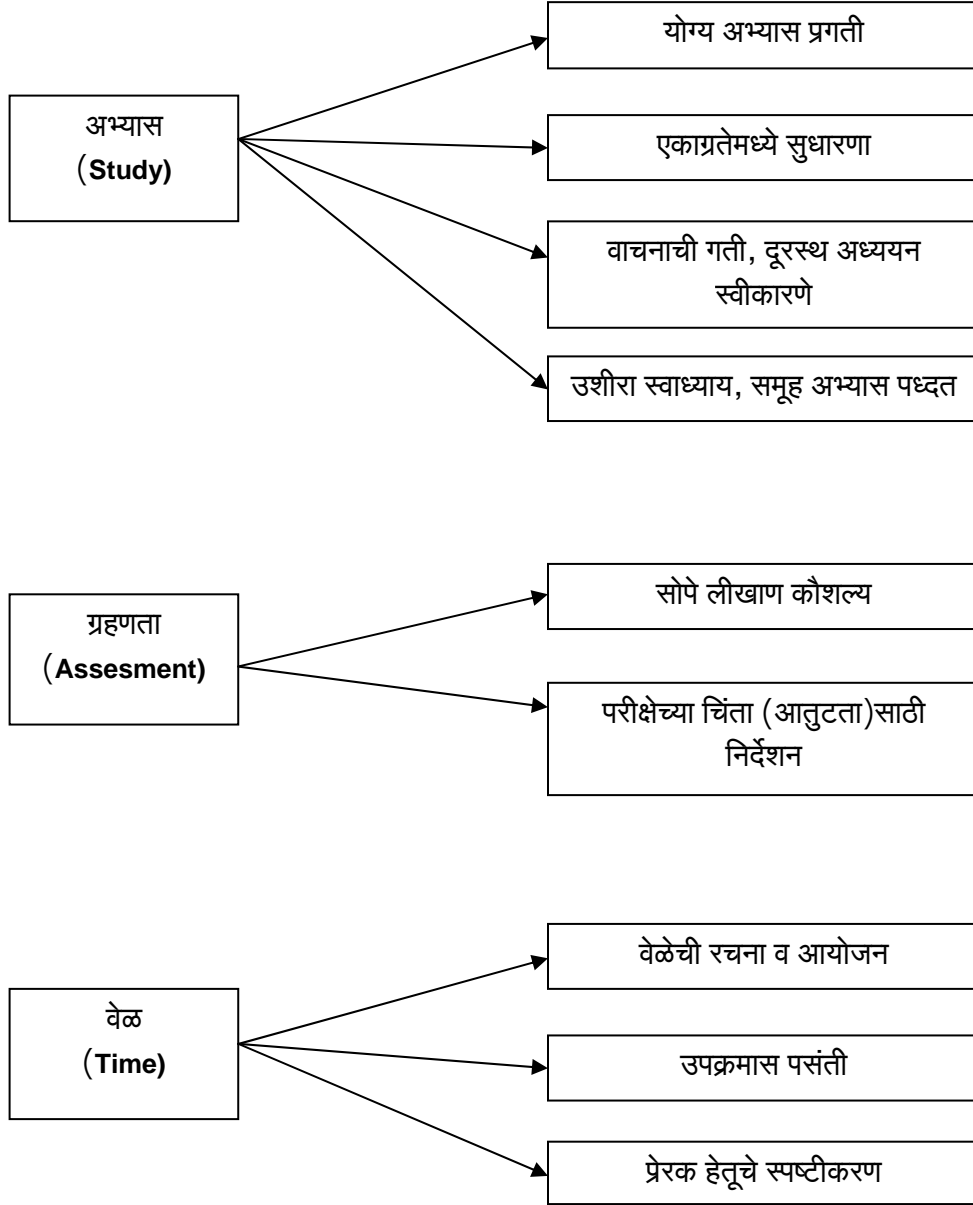 योग्य अभ्यास प्रगती
अभ्यास
(Study)
एकाग्रतेमध्ये सुधारणा
वाचनाची गती, दूरस्थ अध्ययन
स्वीकारणे
उशीरा स्वाध्याय, समूह अभ्यास पध्दत
सोपे लीखाण कौशल्य
ग्रहणता
(Assesment)
परीक्षेच्या चिंता (आतुटता)साठी
निर्देशन
वेळेची रचना व आयोजन
वेळ
(Time)
उपक्रमास पसंती
प्रेरक हेतूचे स्पष्टीकरण